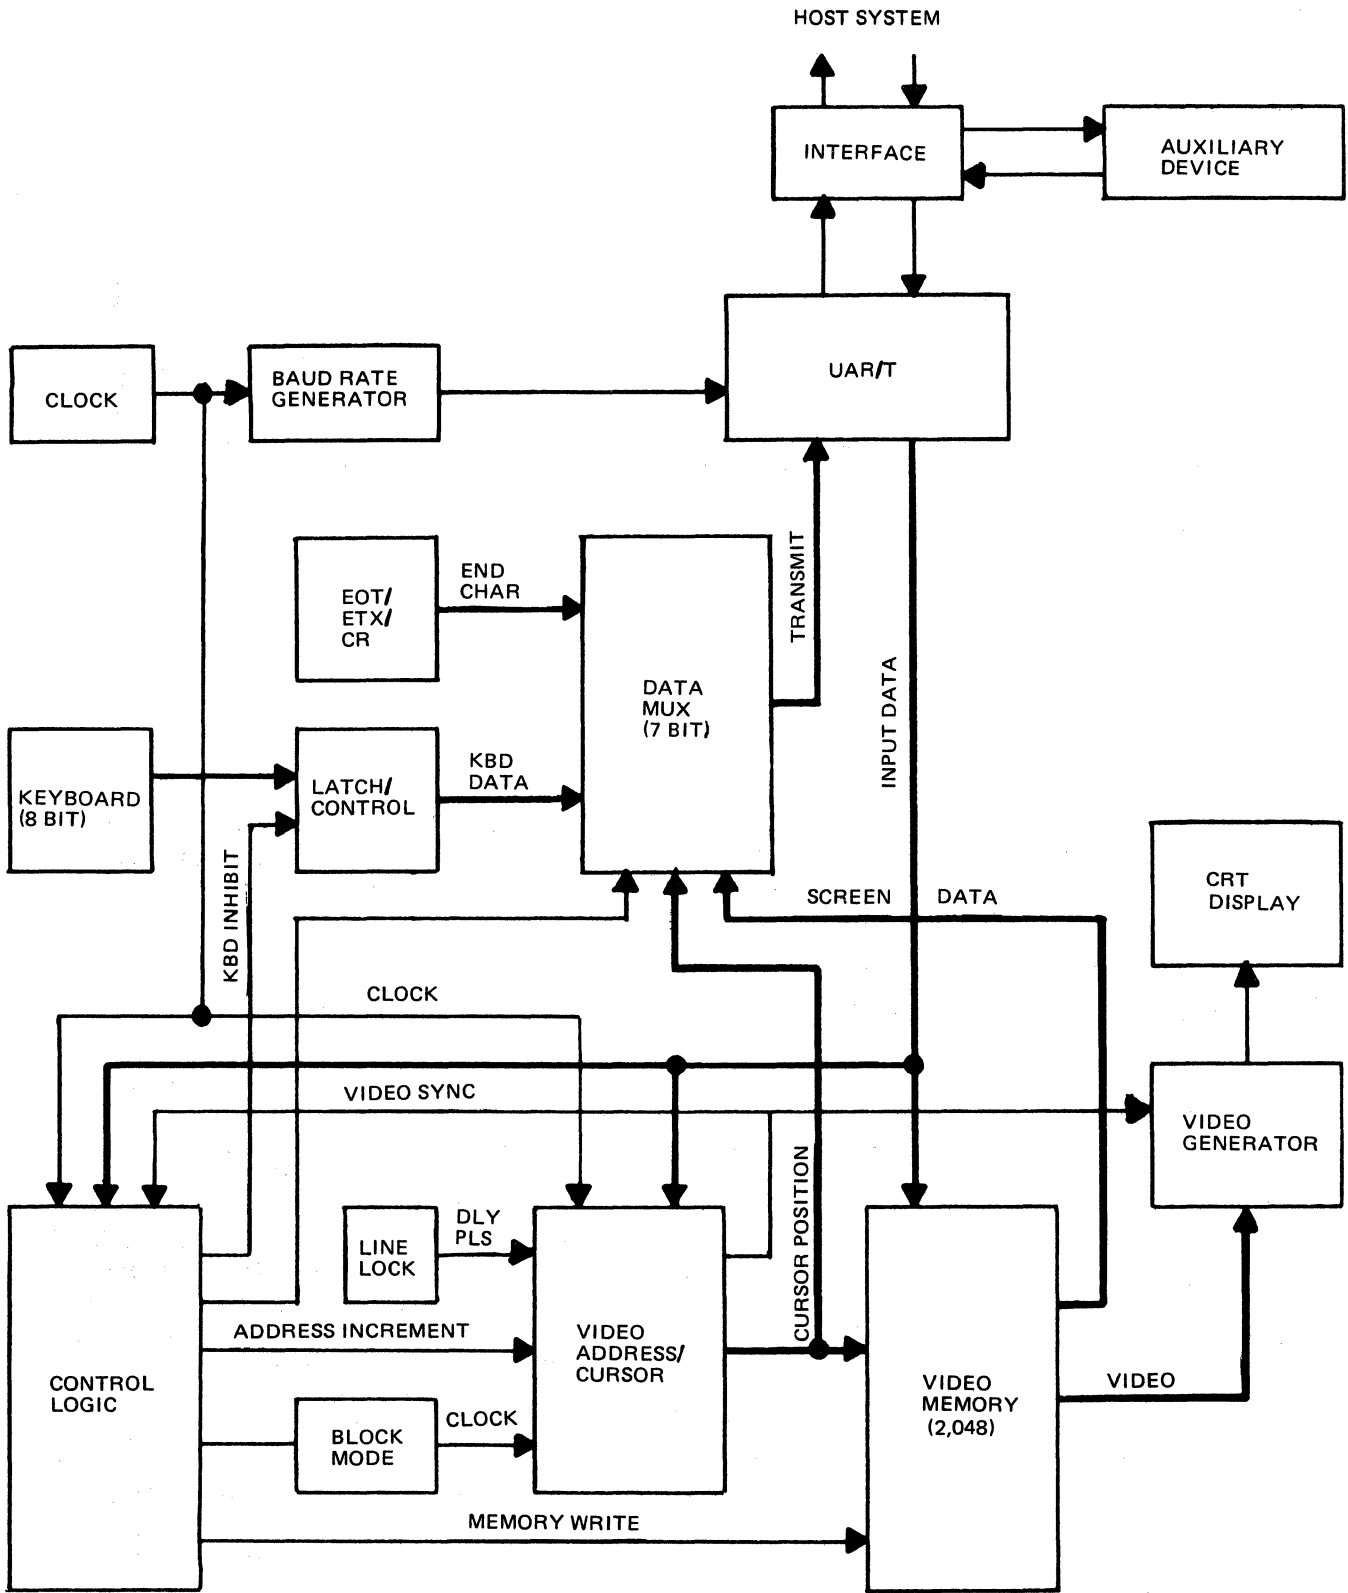 HOST SYSTEM
INTERFACE
AUXILIARY
DEVICE
UAR/T
CLOCK
BAUD RATE
GENERATOR
EOT/
ETX/
CR
END
CHAR
DATA
MUX
(7 BIT)
TRANSMIT
INPUT DATA
KEYBOARD
(8 BIT)
LATCH/
CONTROL
KBD
DATA
KBD INHIBIT
SCREEN DATA
CRT
DISPLAY
CLOCK
VIDEO SYNC
VIDEO
GENERATOR
CURSOR POSITION
LINE
LOCK
DLY
PLS
ADDRESS INCREMENT
VIDEO
ADDRESS/
CURSOR
CONTROL
LOGIC
BLOCK
MODE
CLOCK
VIDEO
MEMORY
(2,048)
VIDEO
MEMORY WRITE